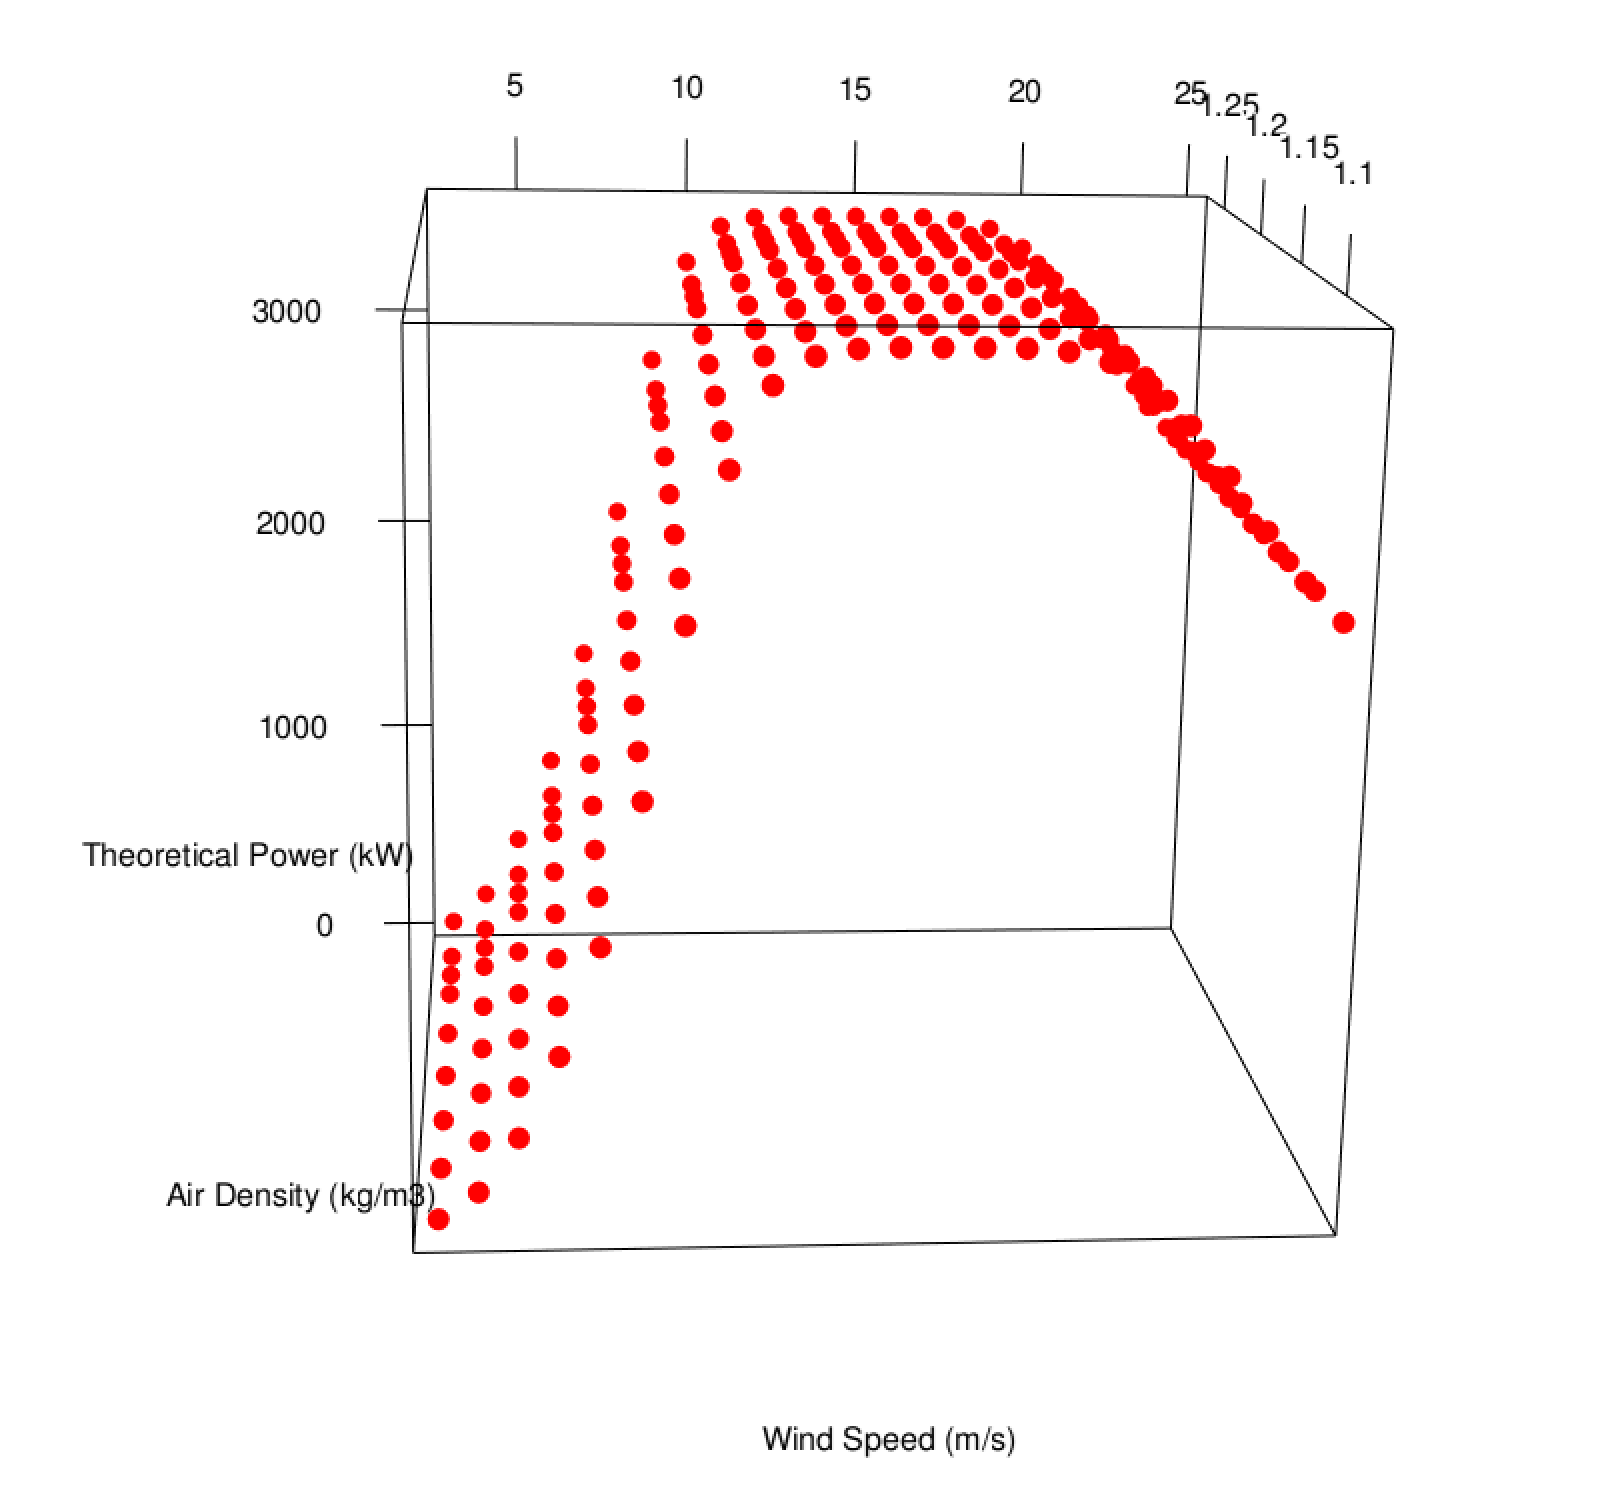 5 10 15 20 25
1.25
1.2
1.15
1.1
3000
2000
1000
Theoretical Power (kW)
0
Air Density (kg/m3)
Wind Speed (m/s)